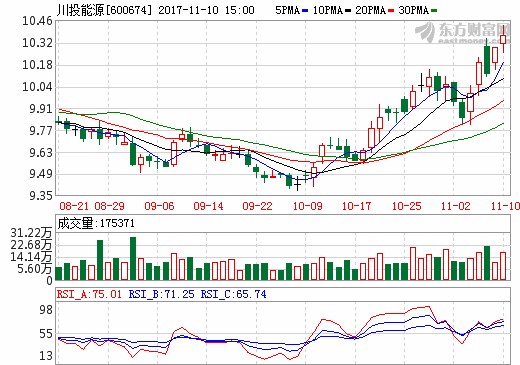 川投能源[600674] 2017-11-10 15:00 5PMA 10PMA 20PMA 30PMA
东方财富网
eastmoney.com
10.46
10.32
10.18
10.04
9.91
9.77
9.63
9.49
9.35
08-21 08-29 09-06 09-14 09-22 10-09 10-17 10-25 11-02 11-10
成交量:175371
31.22万
22.68万
14.14万
5.60万
0
RSI_A:75.01 RSI_B:71.25 RSI_C:65.74
98
55
13